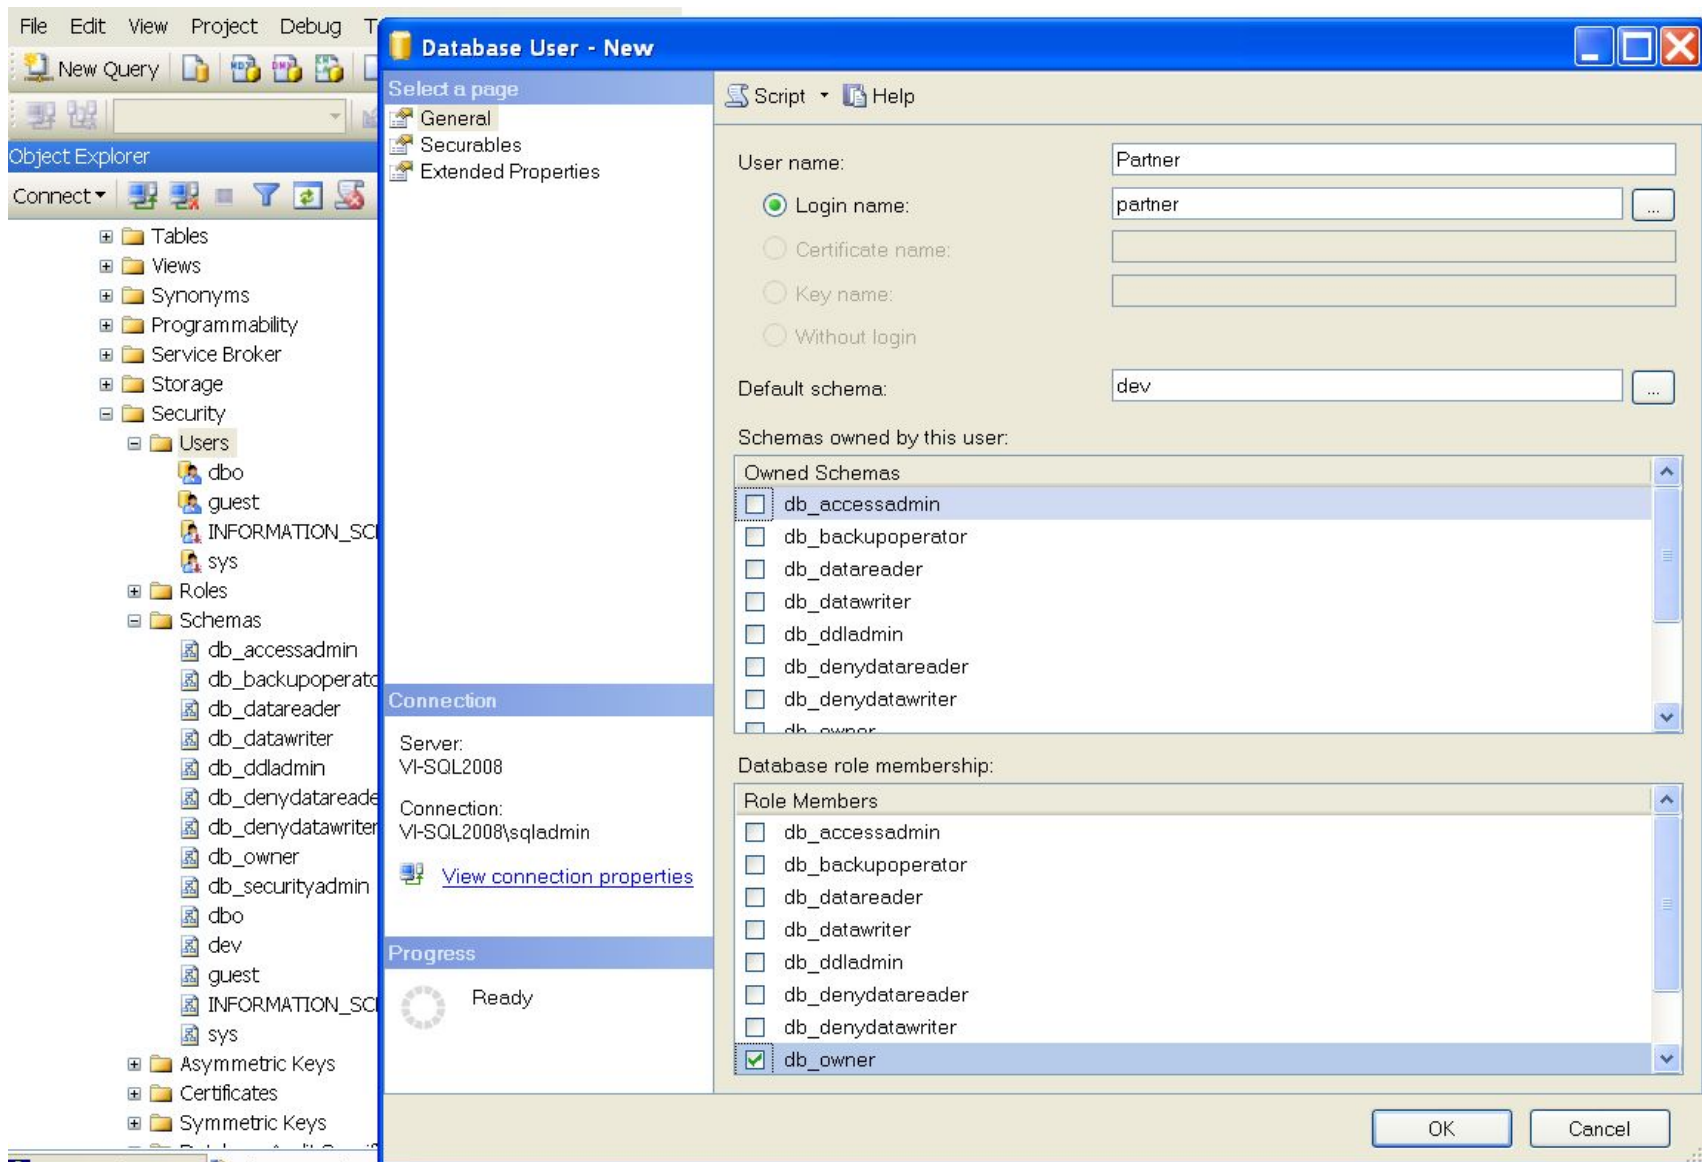 File Edit View Project Debug
New Query
Object Explorer
Connect
Tables
Views
Synonyms
Programmability
Service Broker
Storage
Security
Users
dbo
guest
INFORMATION_SC
sys
Roles
Schemas
db_accessadmin
db_backupoperato
db_datareader
db_datawriter
db_ddladmin
db_denydatareade
db_denydatawriter
db_owner
db_securityadmin
dbo
dev
guest
INFORMATION_SC
sys
Asymmetric Keys
Certificates
Symmetric Keys
Database User - New
Select a page
General
Securables
Extended Properties
Connection
Server:
VI-SQL2008
Connection:
VI-SQL2008\sqladmin
View connection properties
Progress
Ready
Script Help
User name: Partner
Login name: partner ...
Certificate name:
Key name:
Without login
Default schema: dev ...
Schemas owned by this user:
Owned Schemas
db_accessadmin
db_backupoperator
db_datareader
db_datawriter
db_ddladmin
db_denydatareader
db_denydatawriter
db_owner
Database role membership:
Role Members
db_accessadmin
db_backupoperator
db_datareader
db_datawriter
db_ddladmin
db_denydatareader
db_denydatawriter
db_owner
OK Cancel